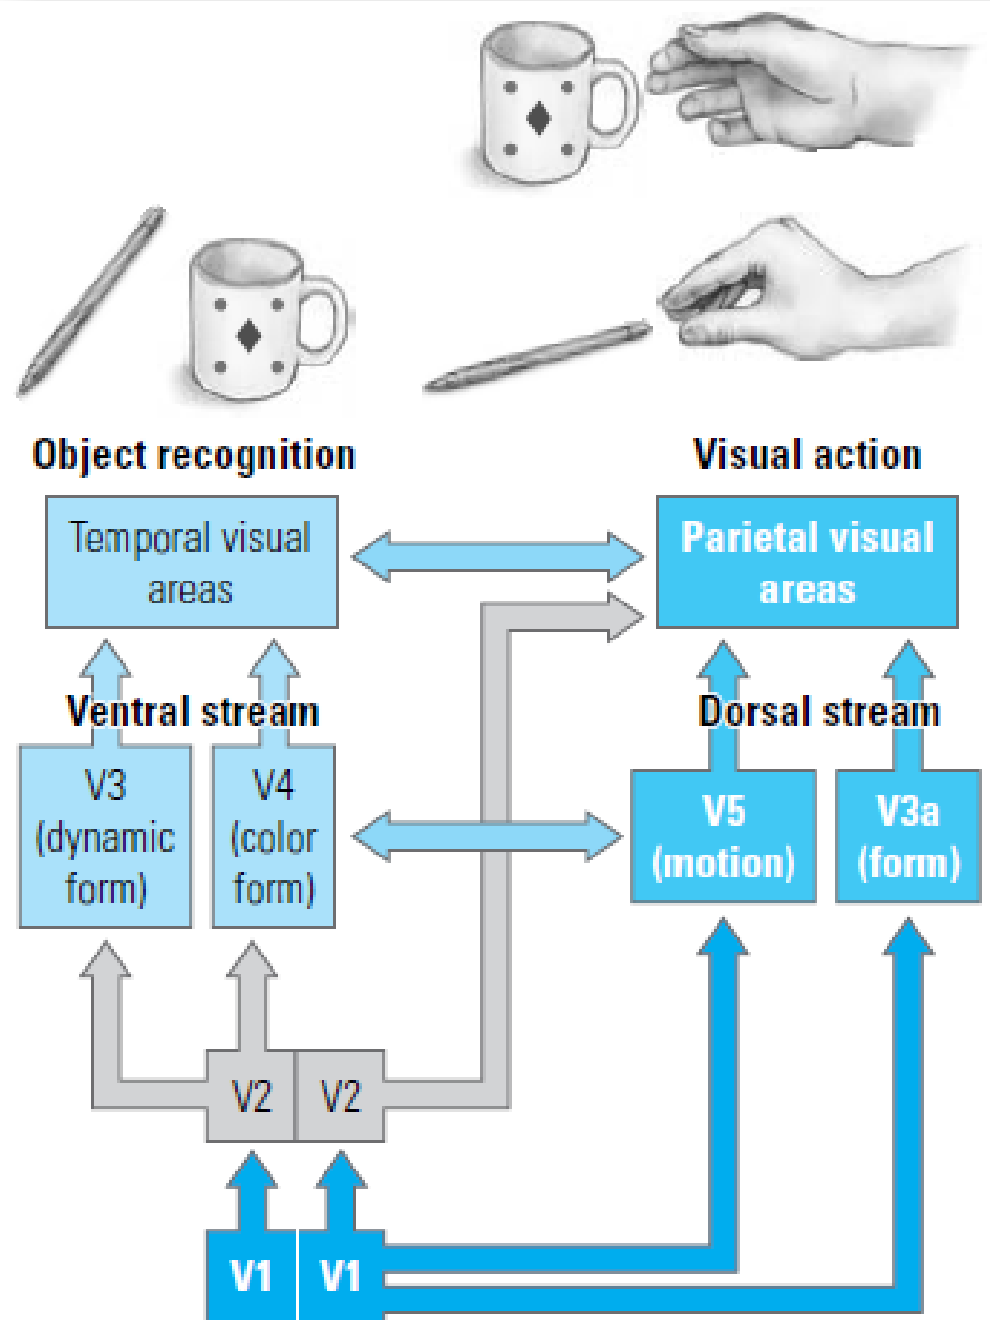 Object recognition
Visual action
Temporal visual
areas
Parietal visual
areas
Ventral stream
Dorsal stream
V3
(dynamic
form)
V4
(color
form)
V5
(motion)
V3a
(form)
V2
V2
V1
V1